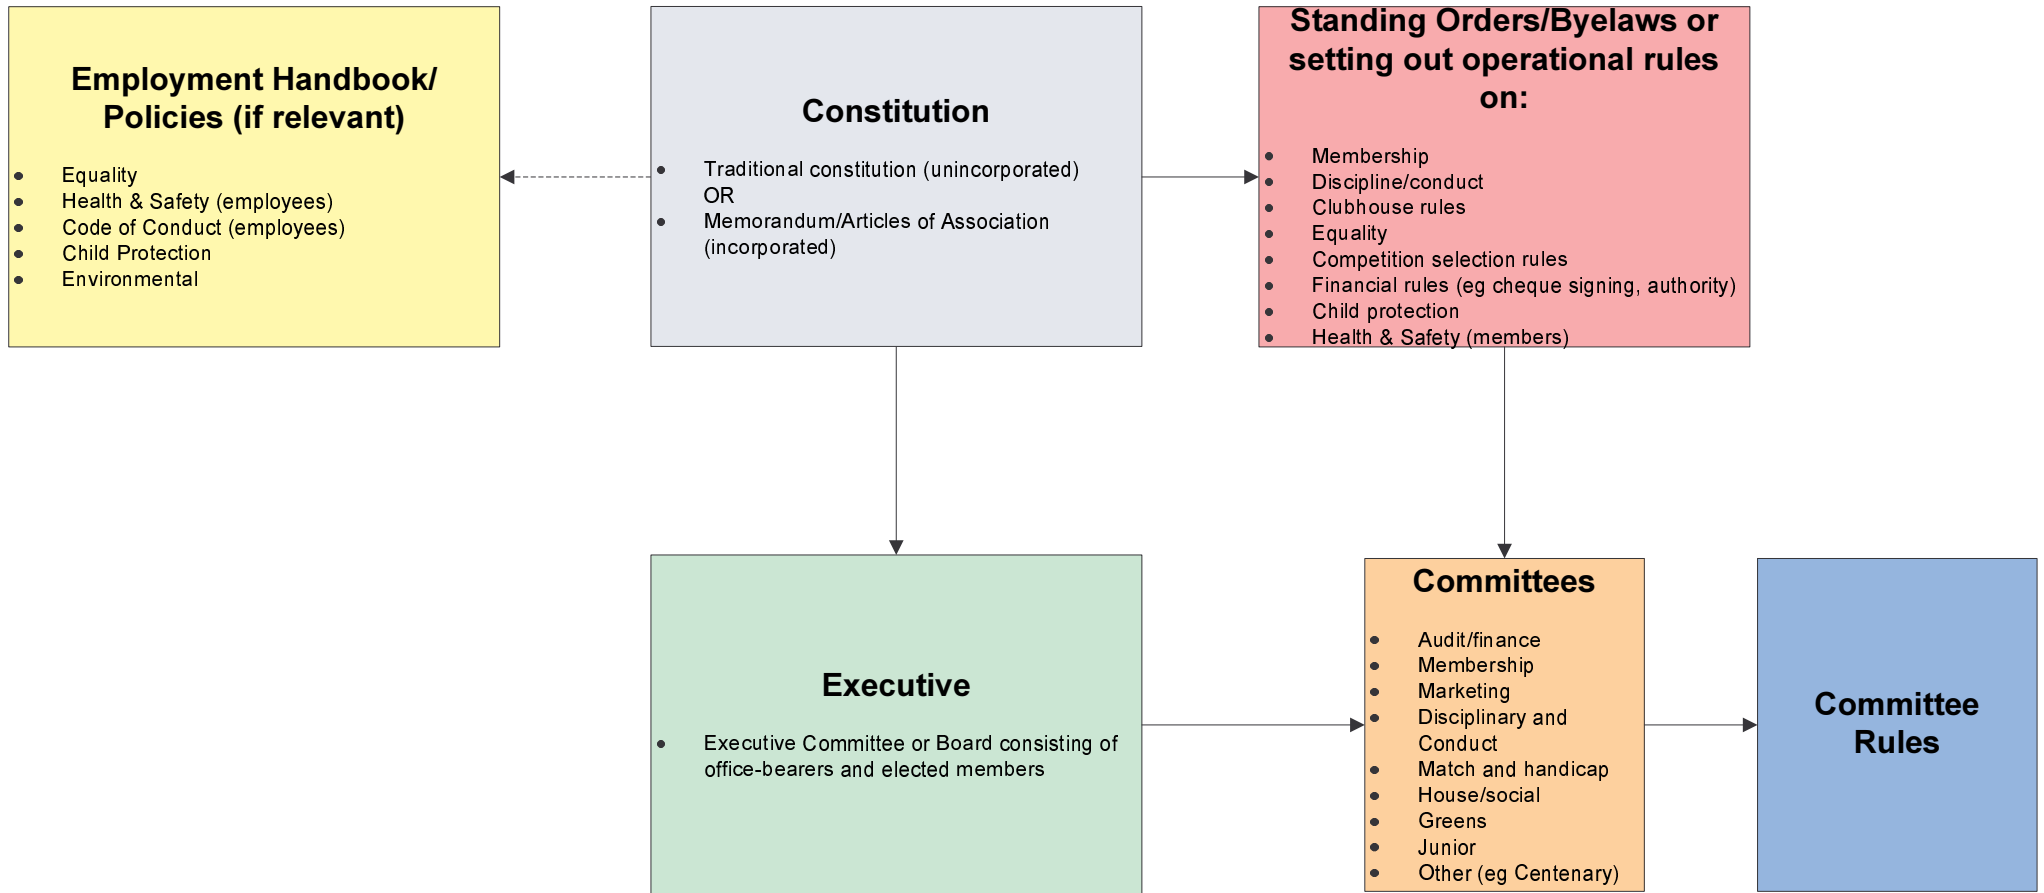 Employment Handbook/
Policies (if relevant)
• Equality
• Health & Safety (employees)
• Code of Conduct (employees)
• Child Protection
• Environmental
Constitution
• Traditional constitution (unincorporated)
OR
• Memorandum/Articles of Association
(incorporated)
Standing Orders/Byelaws or
setting out operational rules
on:
• Membership
• Discipline/conduct
• Clubhouse rules
• Equality
• Competition selection rules
• Financial rules (eg cheque signing, authority)
• Child protection
• Health & Safety (members)
Executive
• Executive Committee or Board consisting of
office-bearers and elected members
Committees
• Audit/finance
• Membership
• Marketing
• Disciplinary and
Conduct
• Match and handicap
• House/social
• Greens
• Junior
• Other (eg Centenary)
Committee
Rules